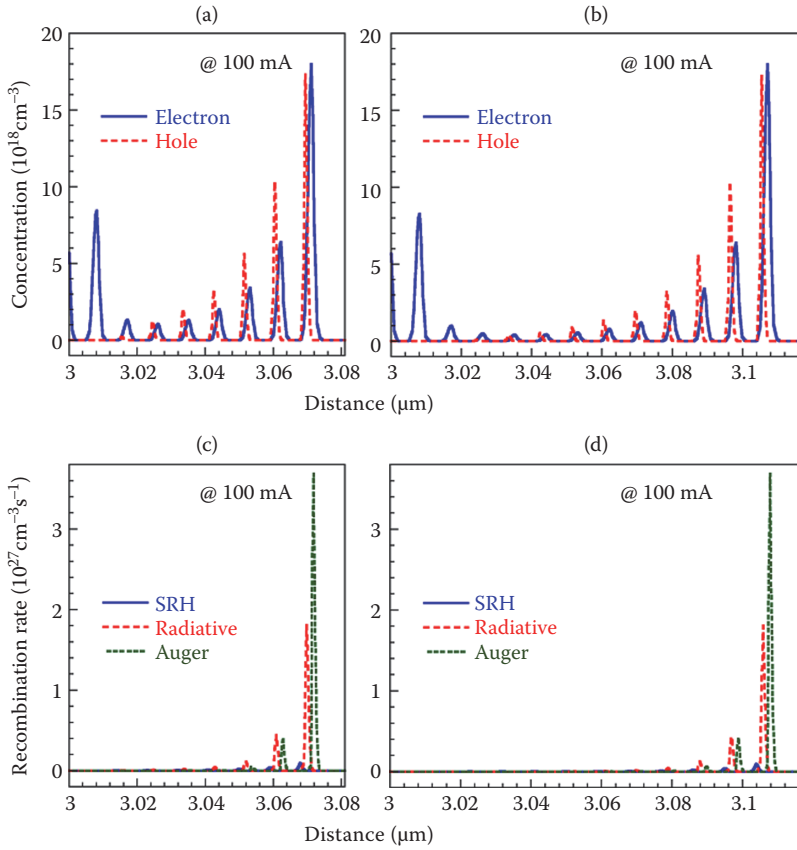 (a)
(b)
20
15
10
5
0
Concentration (10¹⁸cm⁻³)
@ 100 mA
Electron
Hole
@ 100 mA
Electron
Hole
3
3.02
3.04
3.06
3.08
3
3.02
3.04
3.06
3.08
3.1
Distance (µm)
(c)
(d)
3
2
1
0
Recombination rate (10²⁷cm⁻³s⁻¹)
@ 100 mA
SRH
Radiative
Auger
3
2
1
0
@ 100 mA
SRH
Radiative
Auger
3
3.02
3.04
3.06
3.08
3
3.02
3.04
3.06
3.08
3.1
Distance (µm)
20
15
10
5
0